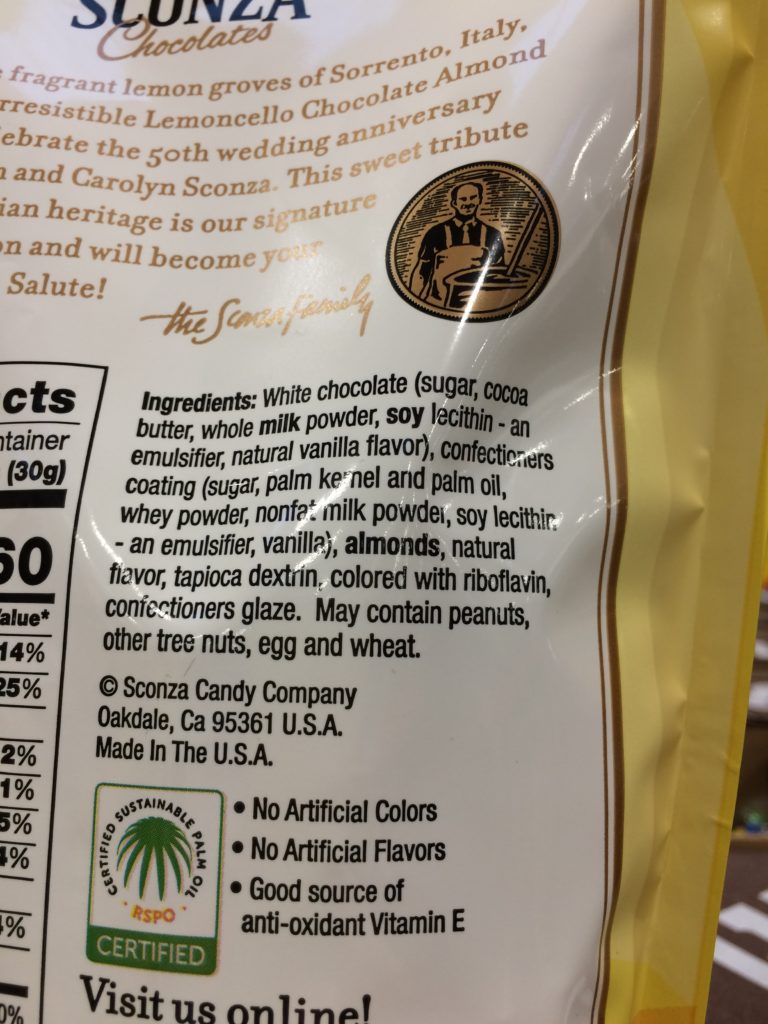 SCONZA
Chocolates
fragrant lemon groves of Sorrento, Italy,
rresistible Lemoncello Chocolate Almond
lebrate the 50th wedding anniversary
and Carolyn Sconza. This sweet tribute
ian heritage is our signature
on and will become your
Salute!
the Sconza family
cts
ntainer
(30g)
60
alue*
14%
25%
2%
1%
5%
4%
4%
0%
Ingredients: White chocolate (sugar, cocoa
butter, whole milk powder, soy lecithin - an
emulsifier, natural vanilla flavor), confectioners
coating (sugar, palm kernel and palm oil,
whey powder, nonfat milk powder, soy lecithin
- an emulsifier, vanilla), almonds, natural
flavor, tapioca dextrin, colored with riboflavin,
confectioners glaze. May contain peanuts,
other tree nuts, egg and wheat.
© Sconza Candy Company
Oakdale, Ca 95361 U.S.A.
Made In The U.S.A.
CERTIFIED SUSTAINABLE PALM OIL
RSPO
CERTIFIED
• No Artificial Colors
• No Artificial Flavors
• Good source of
anti-oxidant Vitamin E
Visit us online!